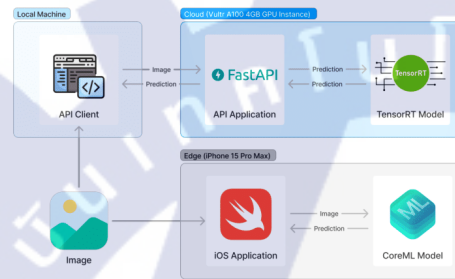 Local Machine
Cloud (Vultr A100 4GB GPU Instance)
API Client
Image
Prediction
FastAPI
API Application
Prediction
Prediction
TensorRT
TensorRT Model
Edge (iPhone 15 Pro Max)
Image
iOS Application
Image
Prediction
ML
CoreML Model